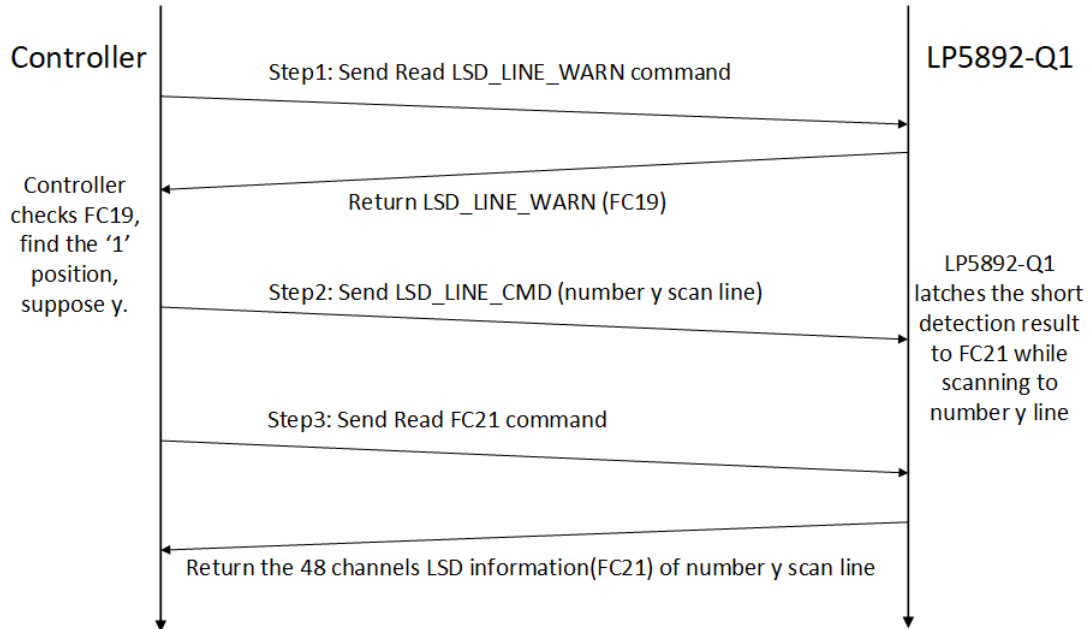 Controller
LP5892-Q1
Step1: Send Read LSD_LINE_WARN command
Return LSD_LINE_WARN (FC19)
Controller
checks FC19,
find the ‘1’
position,
suppose y.
Step2: Send LSD_LINE_CMD (number y scan line)
LP5892-Q1
latches the short
detection result
to FC21 while
scanning to
number y line
Step3: Send Read FC21 command
Return the 48 channels LSD information(FC21) of number y scan line